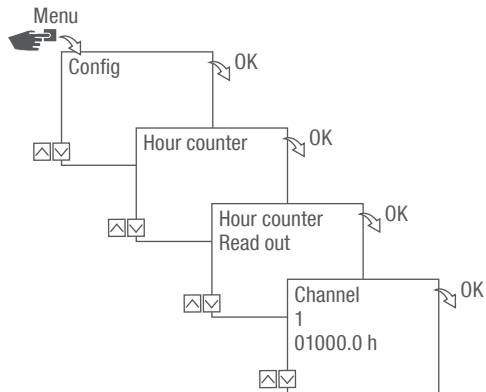 Menu
Config
OK
Hour counter
OK
Hour counter
Read out
OK
Channel
1
01000.0 h
OK